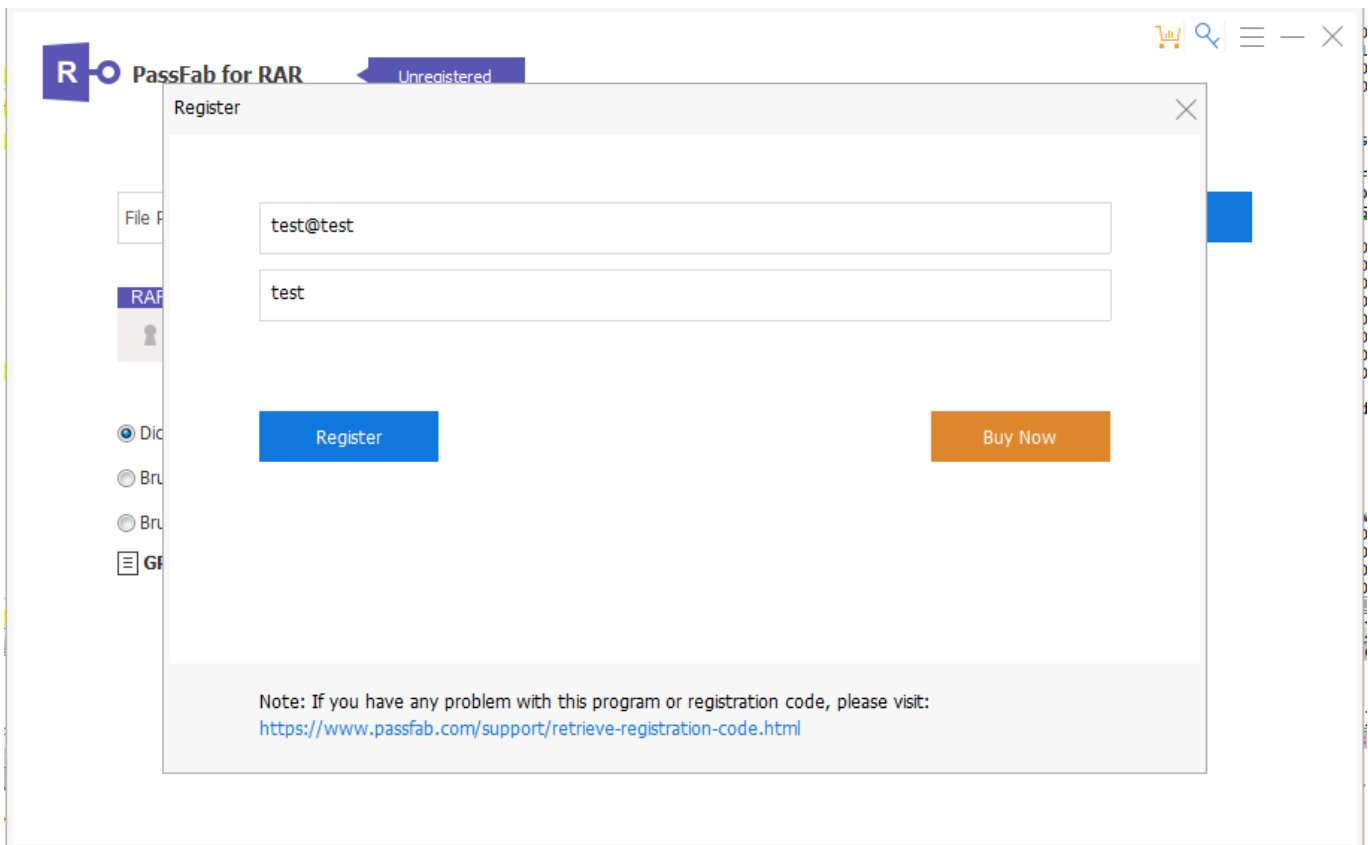 R
PassFab for RAR
Unregistered
Register
File
test@test
RAR
test
Register
Buy Now
Note: If you have any problem with this program or registration code, please visit:
https://www.passfab.com/support/retrieve-registration-code.html